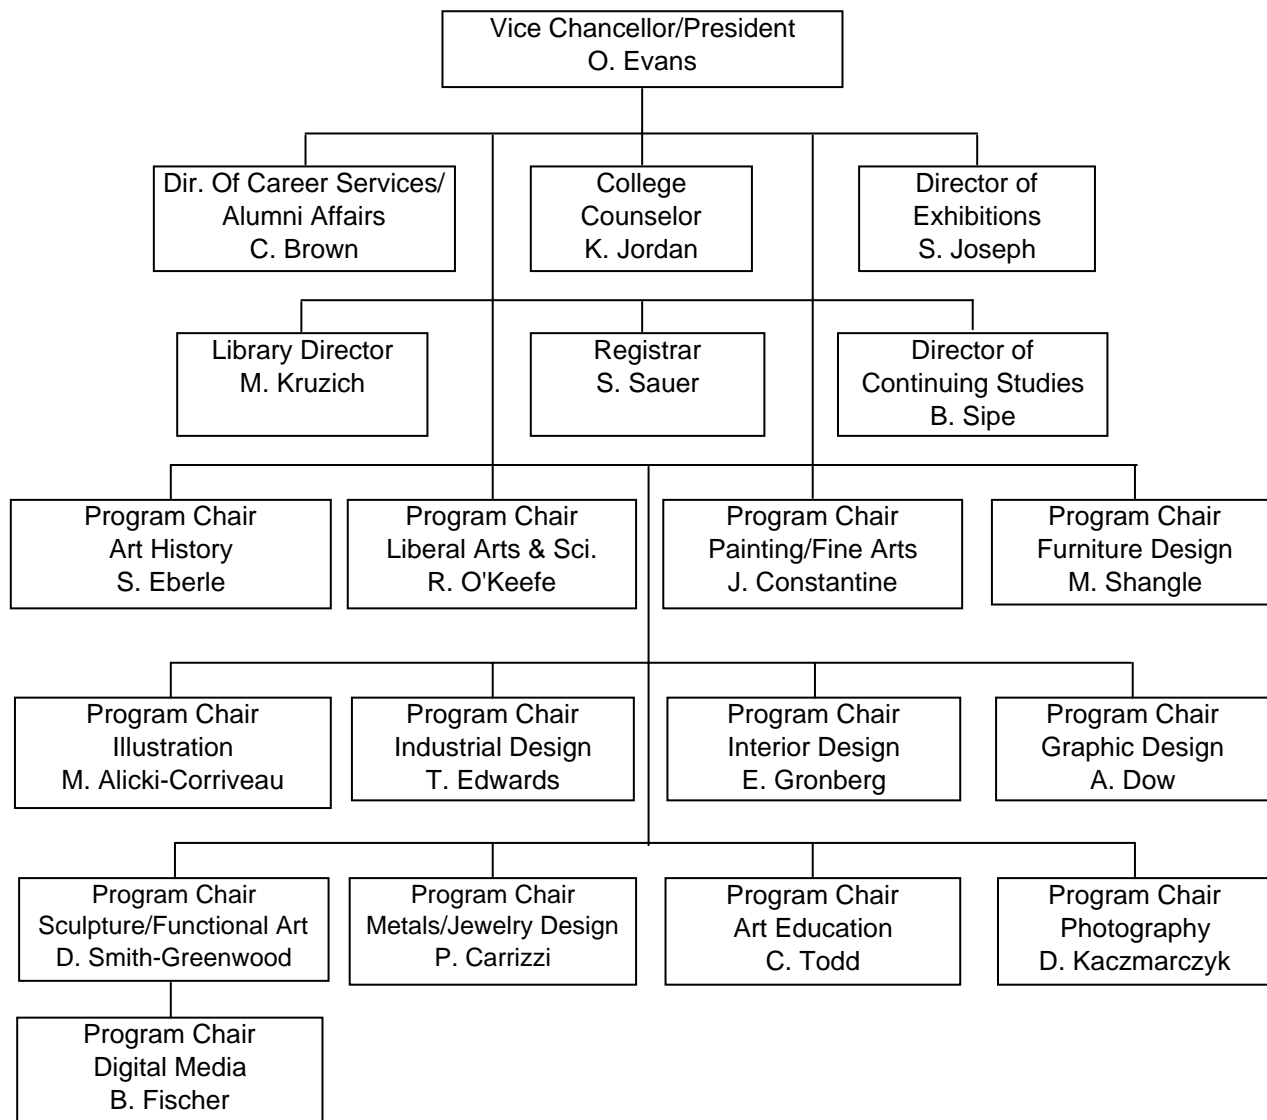 Vice Chancellor/President
O. Evans
Dir. Of Career Services/
Alumni Affairs
C. Brown
College
Counselor
K. Jordan
Director of
Exhibitions
S. Joseph
Library Director
M. Kruzich
Registrar
S. Sauer
Director of
Continuing Studies
B. Sipe
Program Chair
Art History
S. Eberle
Program Chair
Liberal Arts & Sci.
R. O'Keefe
Program Chair
Painting/Fine Arts
J. Constantine
Program Chair
Furniture Design
M. Shangle
Program Chair
Illustration
M. Alicki-Corriveau
Program Chair
Industrial Design
T. Edwards
Program Chair
Interior Design
E. Gronberg
Program Chair
Graphic Design
A. Dow
Program Chair
Sculpture/Functional Art
D. Smith-Greenwood
Program Chair
Metals/Jewelry Design
P. Carrizzi
Program Chair
Art Education
C. Todd
Program Chair
Photography
D. Kaczmarczyk
Program Chair
Digital Media
B. Fischer